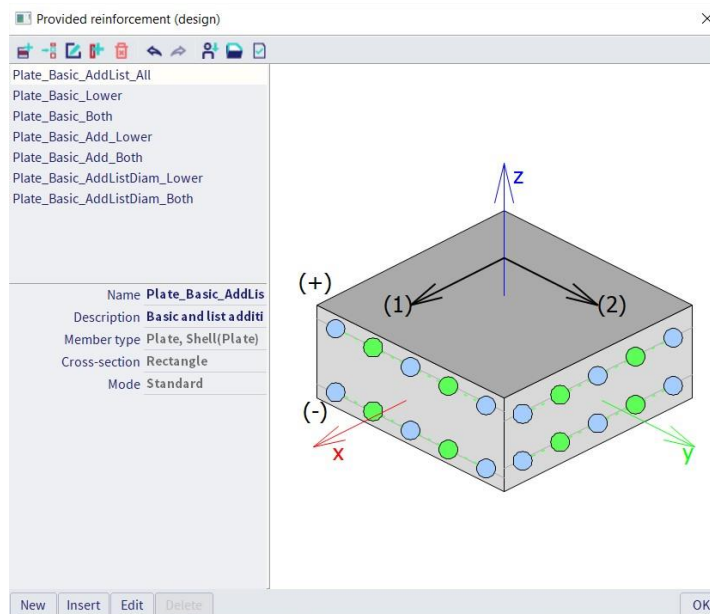 Provided reinforcement (design)
Plate_Basic_AddList_All
Plate_Basic_Lower
Plate_Basic_Both
Plate_Basic_Add_Lower
Plate_Basic_Add_Both
Plate_Basic_AddListDiam_Lower
Plate_Basic_AddListDiam_Both
Name Plate_Basic_AddLis
Description Basic and list additi
Member type Plate, Shell(Plate)
Cross-section Rectangle
Mode Standard
z
(+)
(1) (2)
(-)
x y
New Insert Edit Delete OK